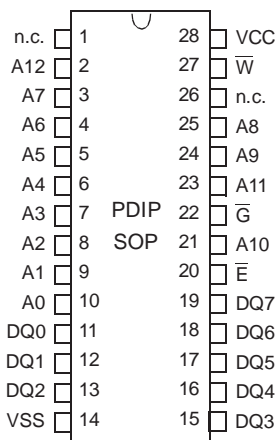 n.c. 1 28 VCC
A12 2 27 W̅
A7 3 26 n.c.
A6 4 25 A8
A5 5 24 A9
A4 6 23 A11
A3 7 PDIP 22 G̅
A2 8 SOP 21 A10
A1 9 20 E̅
A0 10 19 DQ7
DQ0 11 18 DQ6
DQ1 12 17 DQ5
DQ2 13 16 DQ4
VSS 14 15 DQ3